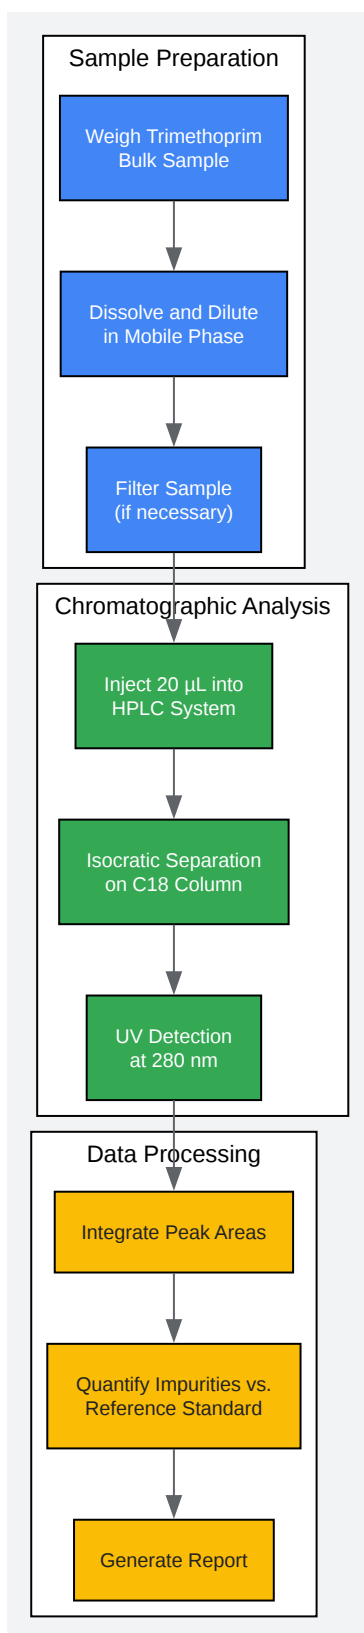 Sample Preparation
Weigh Trimethoprim
Bulk Sample
Dissolve and Dilute
in Mobile Phase
Filter Sample
(if necessary)
Chromatographic Analysis
Inject 20 µL into
HPLC System
Isocratic Separation
on C18 Column
UV Detection
at 280 nm
Data Processing
Integrate Peak Areas
Quantify Impurities vs.
Reference Standard
Generate Report